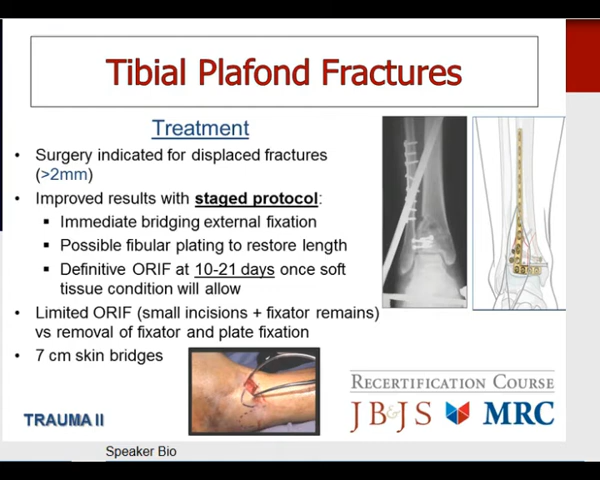 Tibial Plafond Fractures
Treatment
• Surgery indicated for displaced fractures
(>2mm)
• Improved results with staged protocol:
▪ Immediate bridging external fixation
▪ Possible fibular plating to restore length
▪ Definitive ORIF at 10-21 days once soft
tissue condition will allow
• Limited ORIF (small incisions + fixator remains)
vs removal of fixator and plate fixation
• 7 cm skin bridges
RECERTIFICATION COURSE
JB&JS MRC
TRAUMA II
Speaker Bio